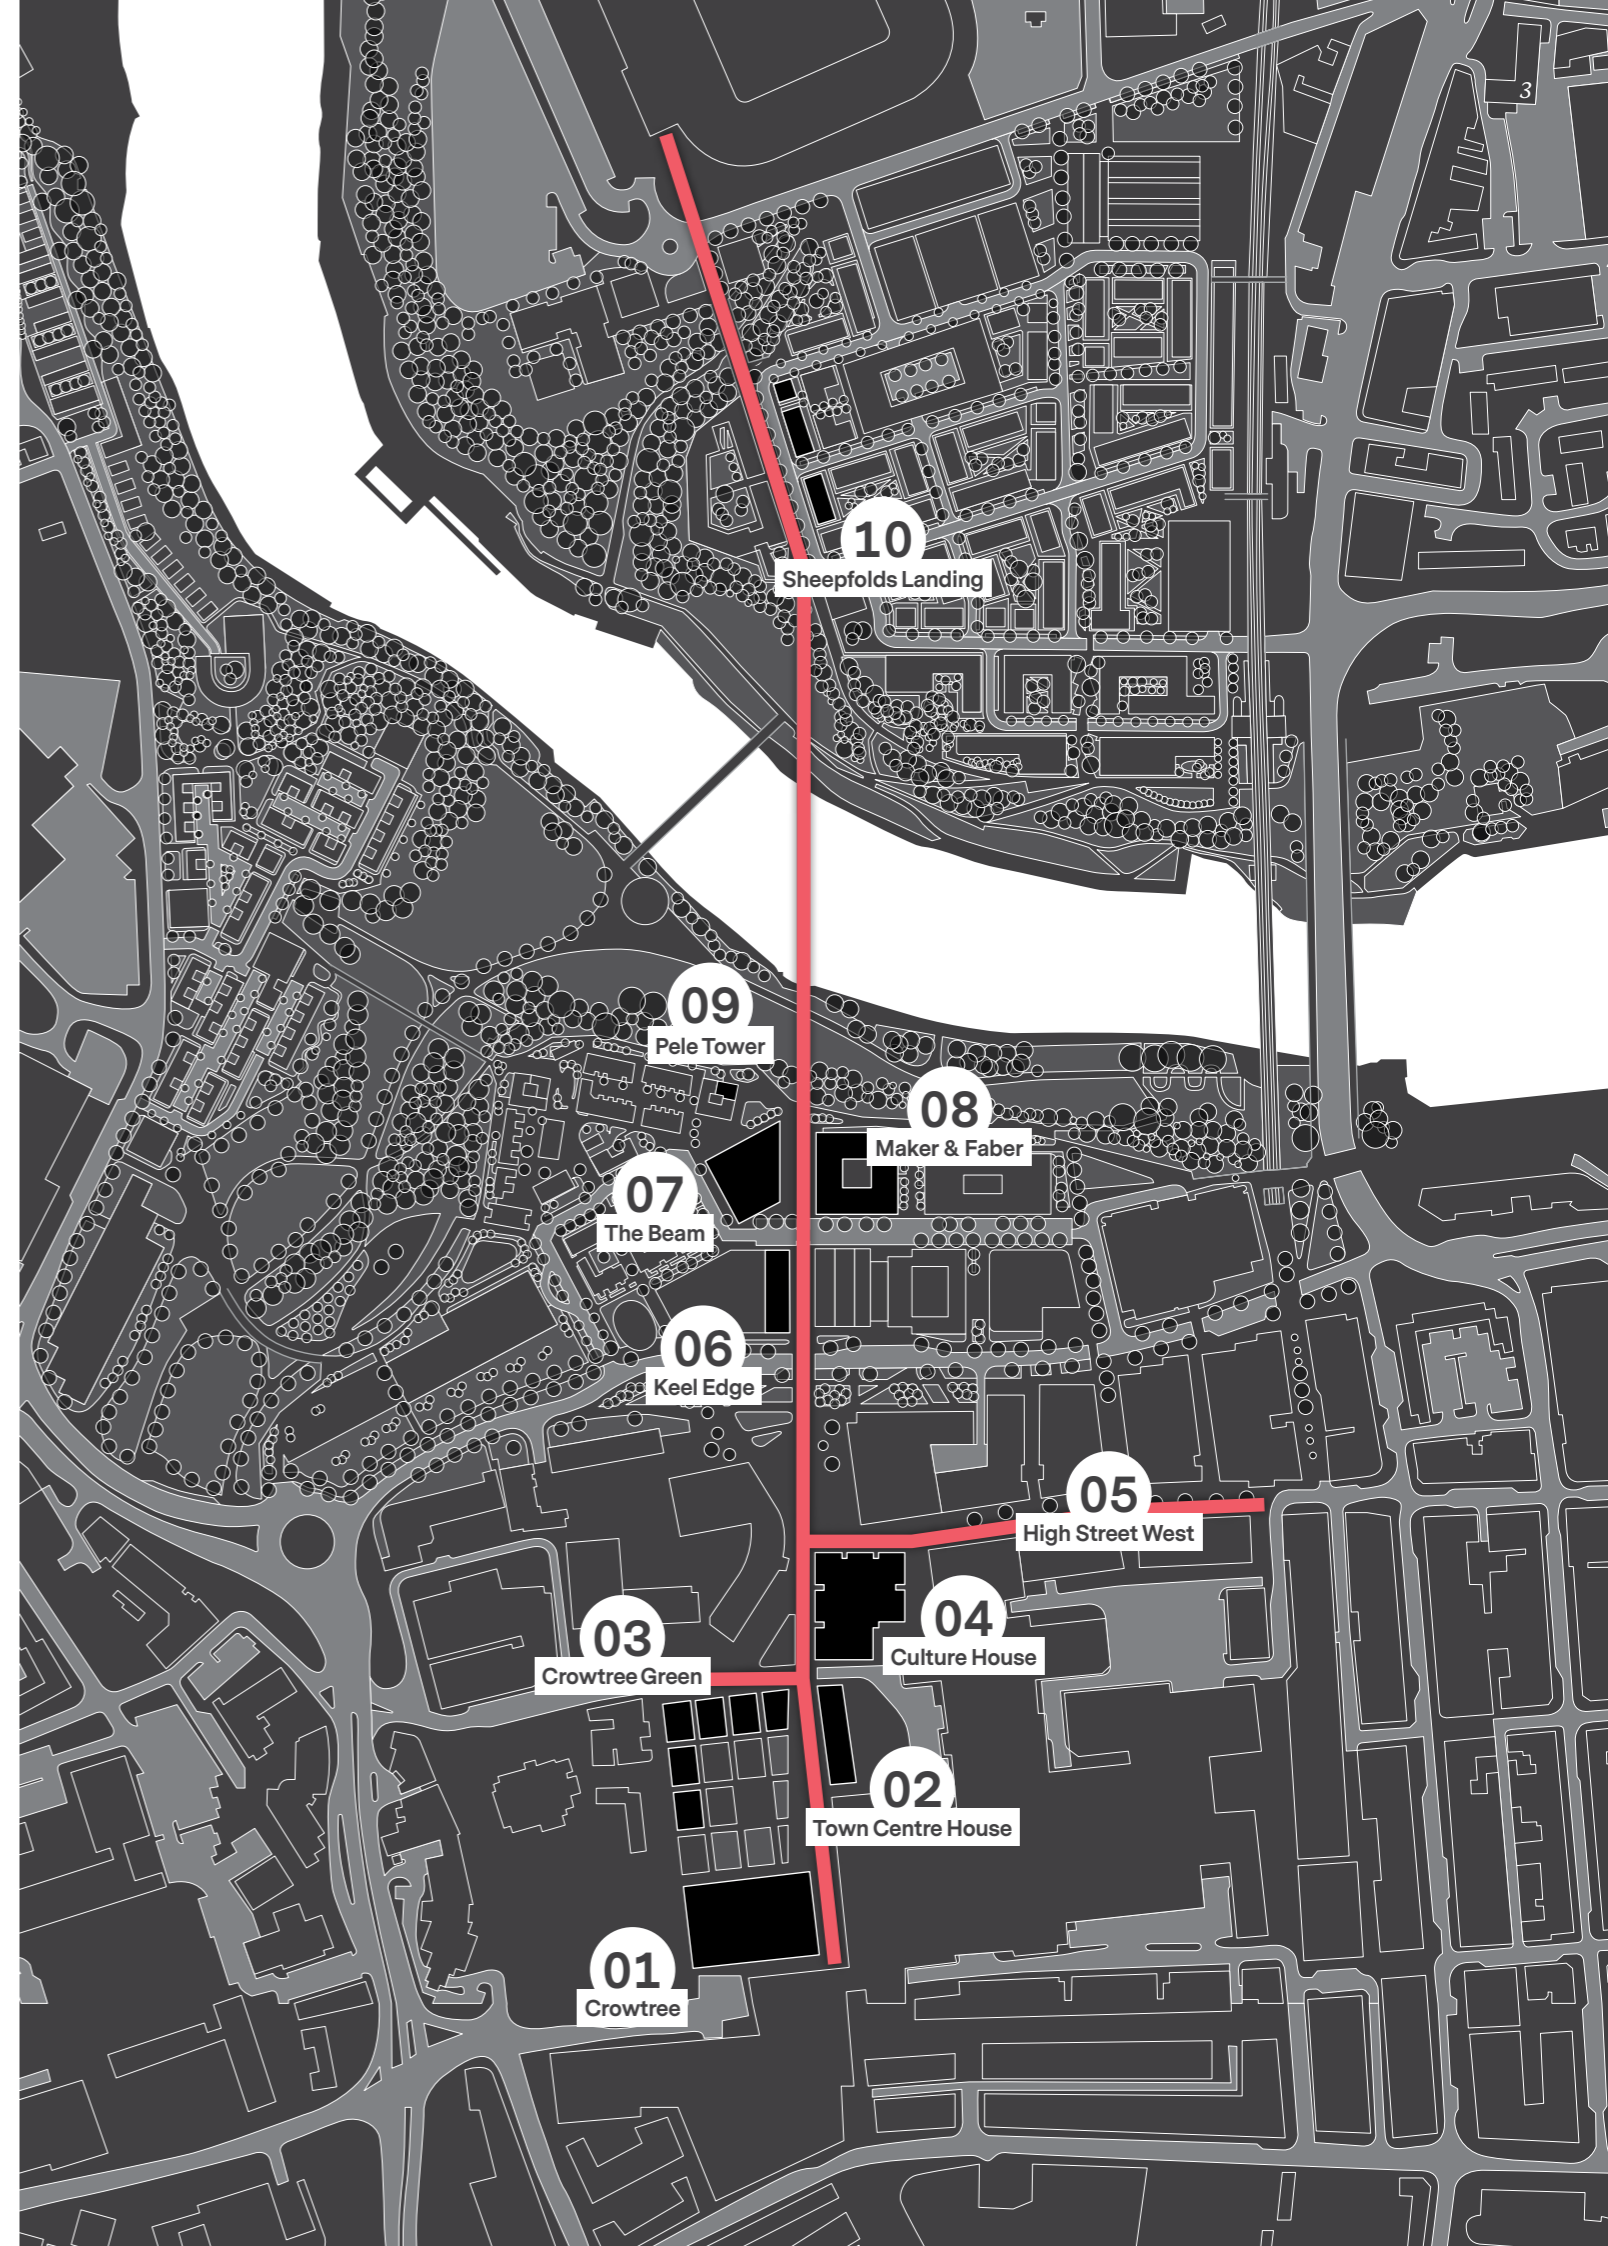 3
10
Sheepfolds Landing
09
Pele Tower
08
Maker & Faber
07
The Beam
06
Keel Edge
05
High Street West
04
Culture House
03
Crowtree Green
02
Town Centre House
01
Crowtree